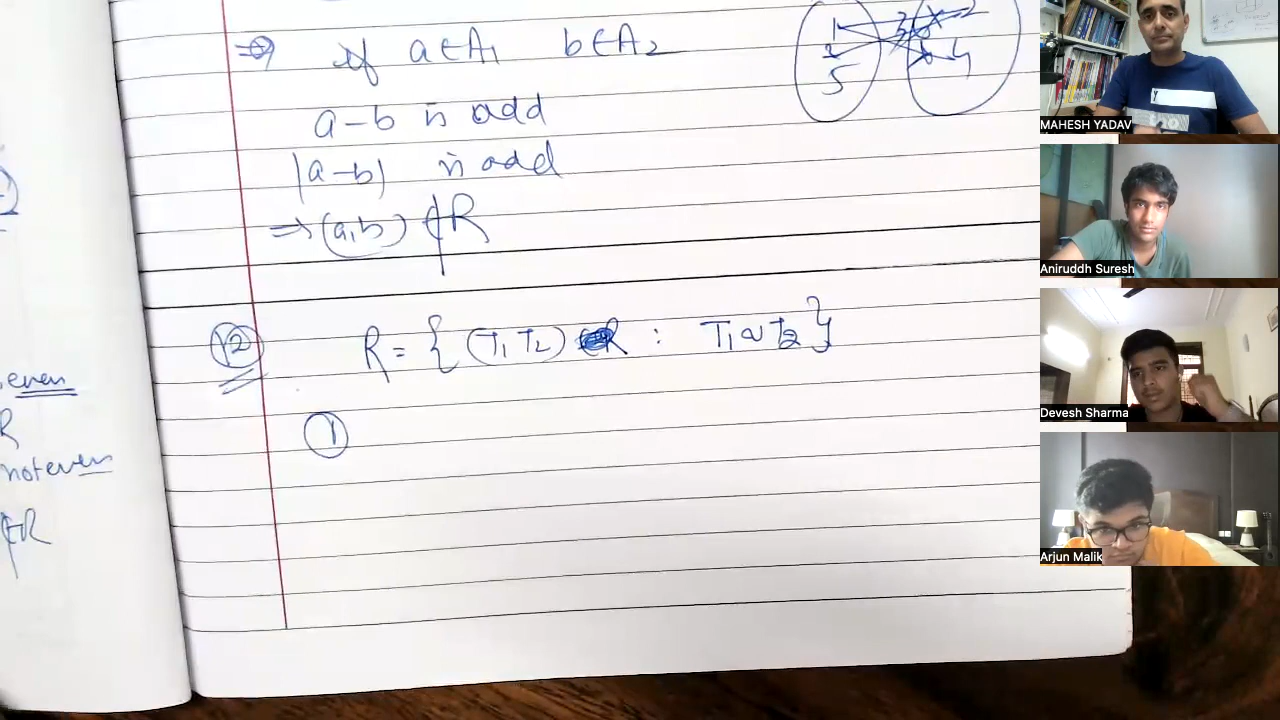 ⇒ if a∈A₁ b∈A₂
a-b is odd
|a-b| is odd
⇒ (a,b) ∉ R
12 R = { (T₁ T₂) : T₁ ~ T₂ }
1
even
R
not even
∉R
1
3
2
5
4
MAHESH YADAV
Aniruddh Suresh
Devesh Sharma
Arjun Malik